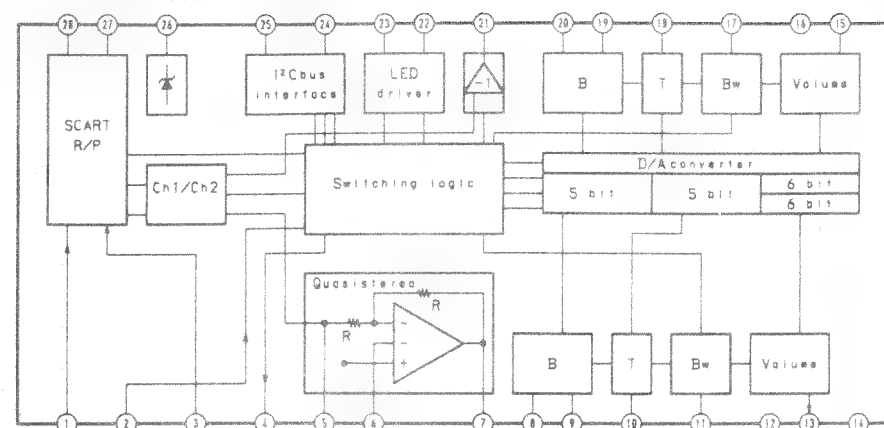 28 27 26 25 24 23 22 21 20 19 18 17 16 15
SCART
R/P
I²Cbus
interface
LED
driver
-1
B
T
Bw
Volume
Ch1/Ch2
Switching logic
D/A converter
5 bit
5 bit
6 bit
6 bit
Quasistereo
R
R
-
-
+
B
T
Bw
Volume
1 2 3 4 5 6 7 8 9 10 11 12 13 14